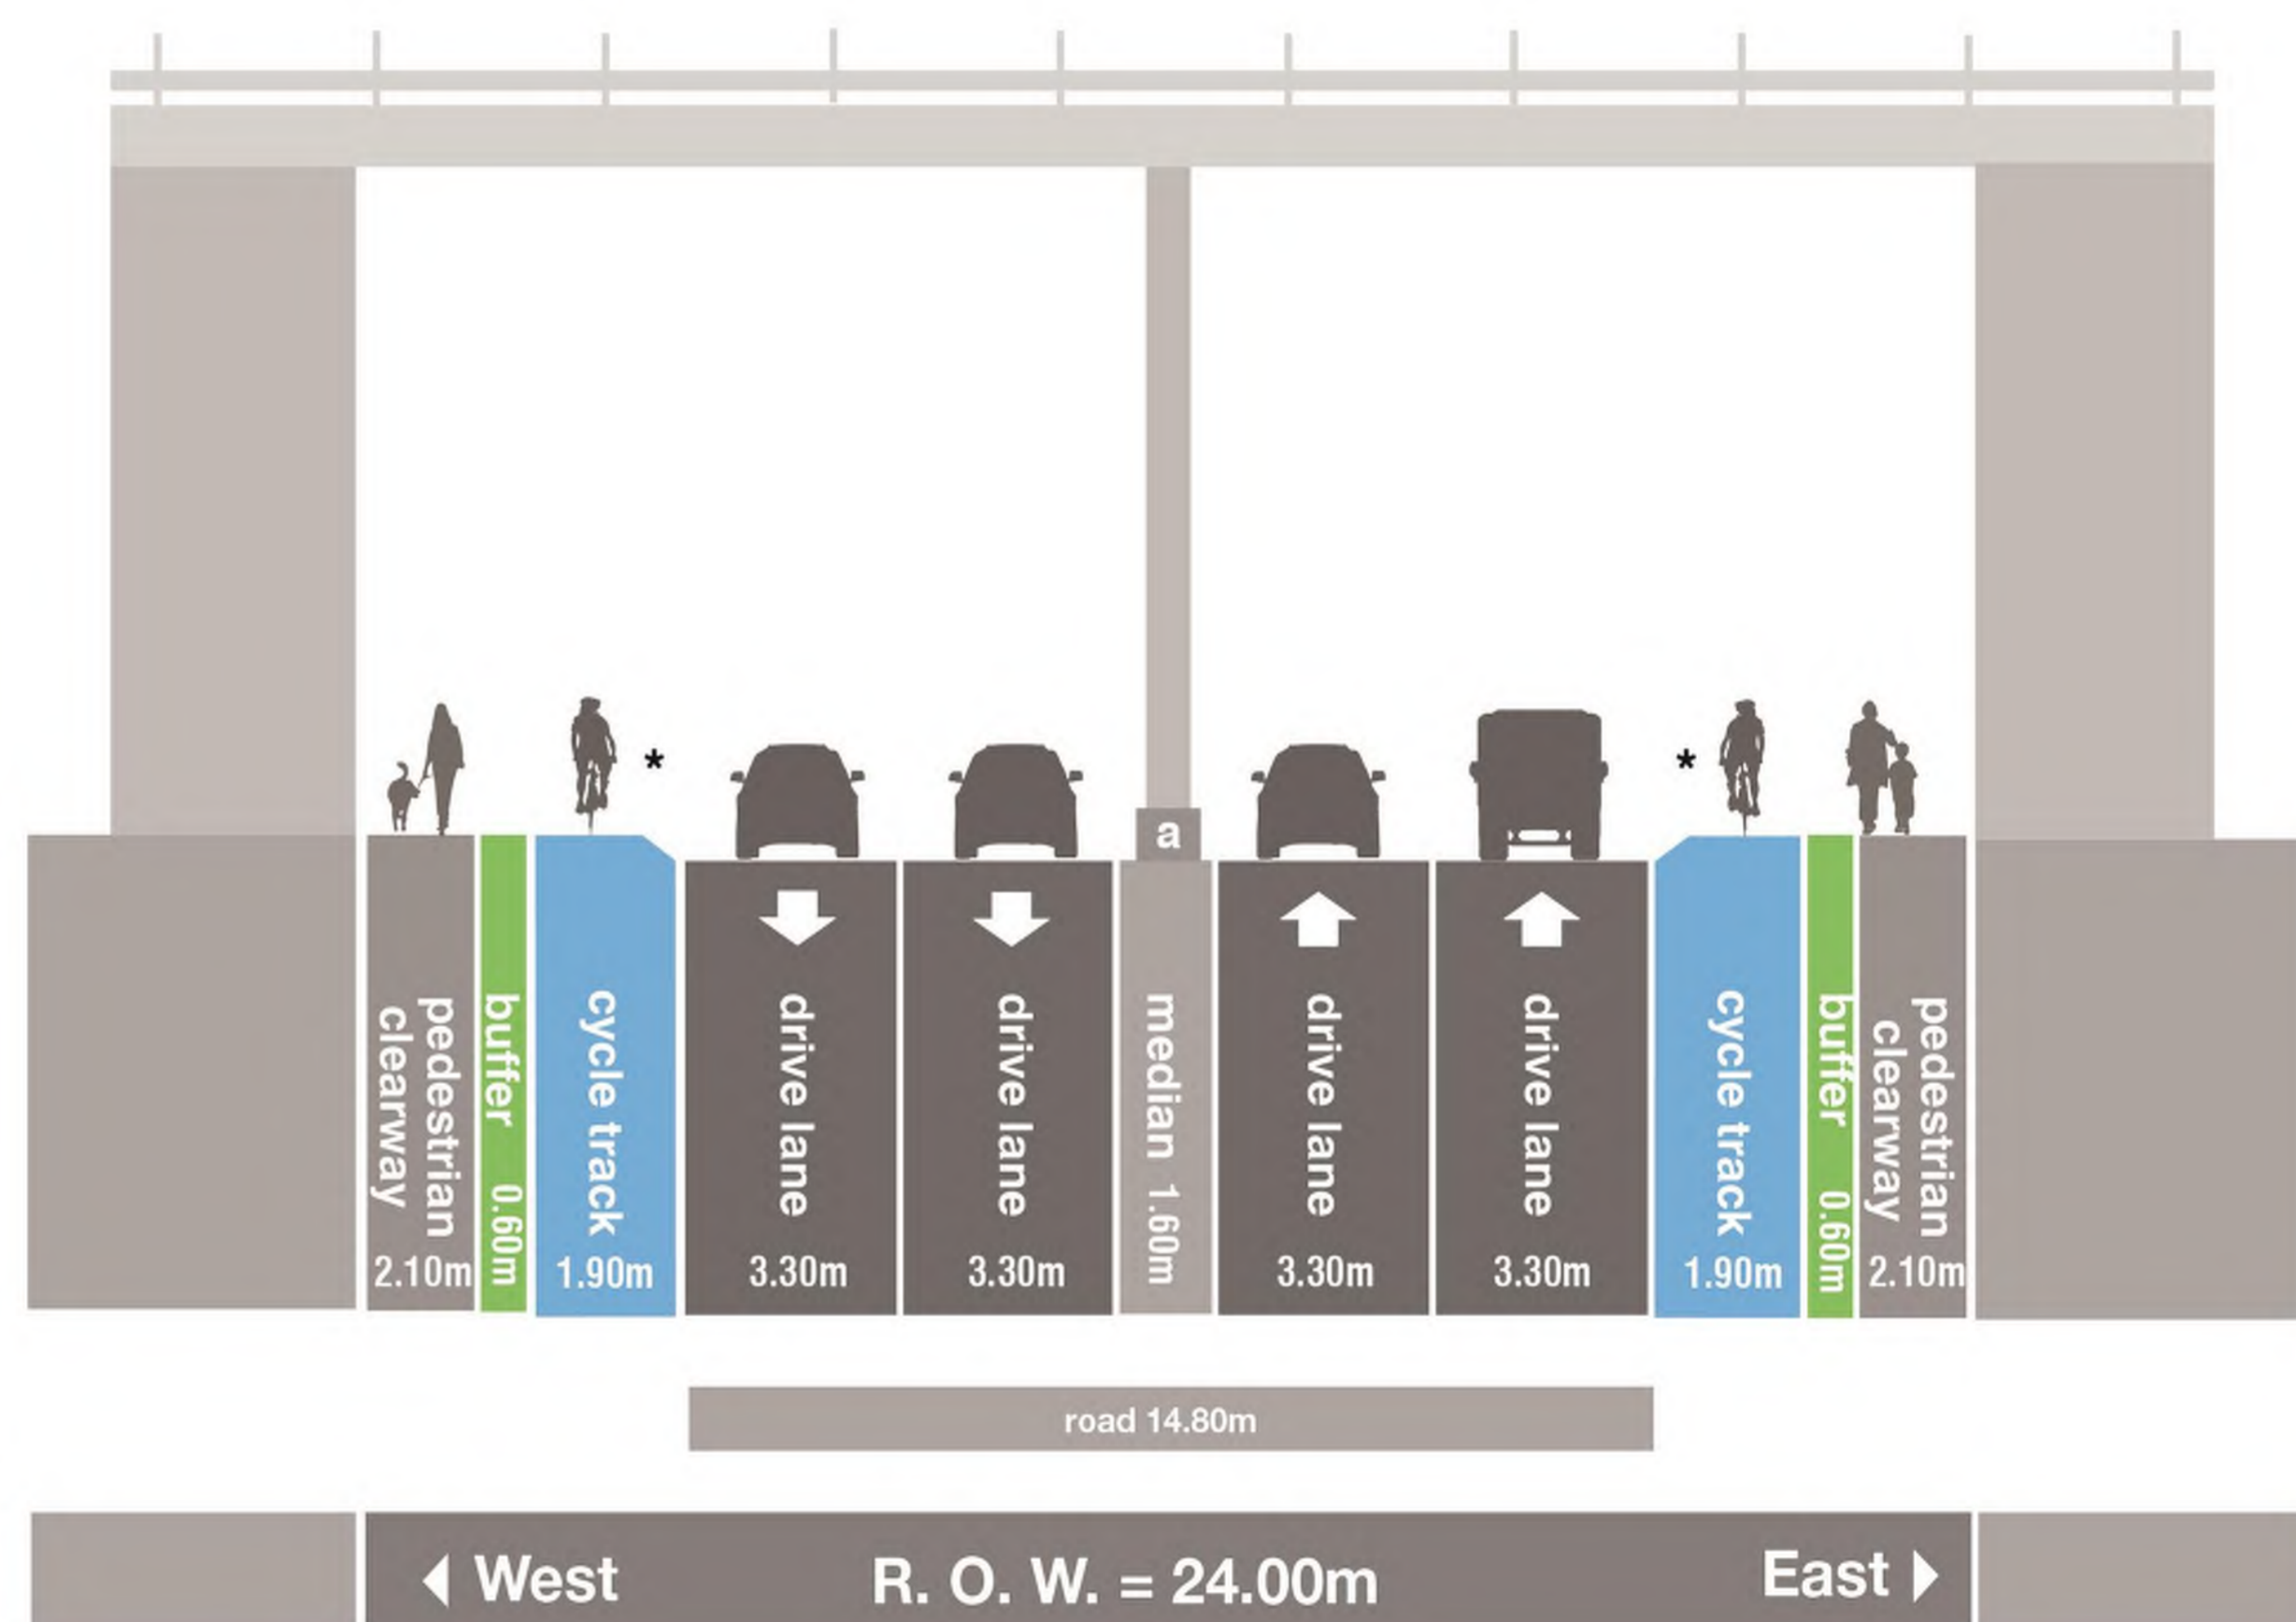 *
*
a
pedestrian
clearway
2.10m
buffer 0.60m
cycle track
1.90m
drive lane
3.30m
drive lane
3.30m
median 1.60m
drive lane
3.30m
drive lane
3.30m
cycle track
1.90m
buffer 0.60m
pedestrian
clearway
2.10m
road 14.80m
West
R. O. W. = 24.00m
East